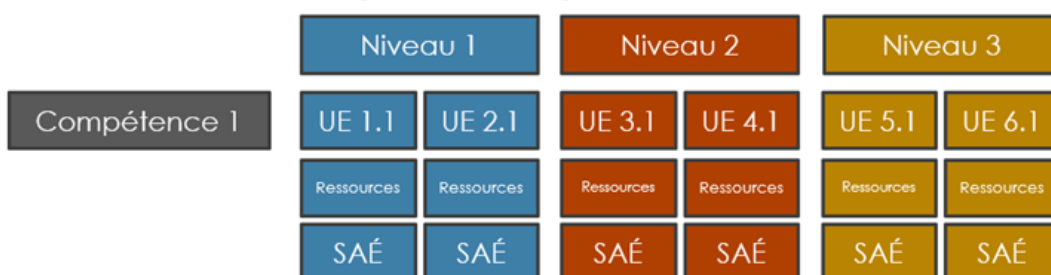 Niveau 1 Niveau 2 Niveau 3
Compétence 1 UE 1.1 UE 2.1 UE 3.1 UE 4.1 UE 5.1 UE 6.1
Ressources Ressources Ressources Ressources Ressources Ressources
SAÉ SAÉ SAÉ SAÉ SAÉ SAÉ